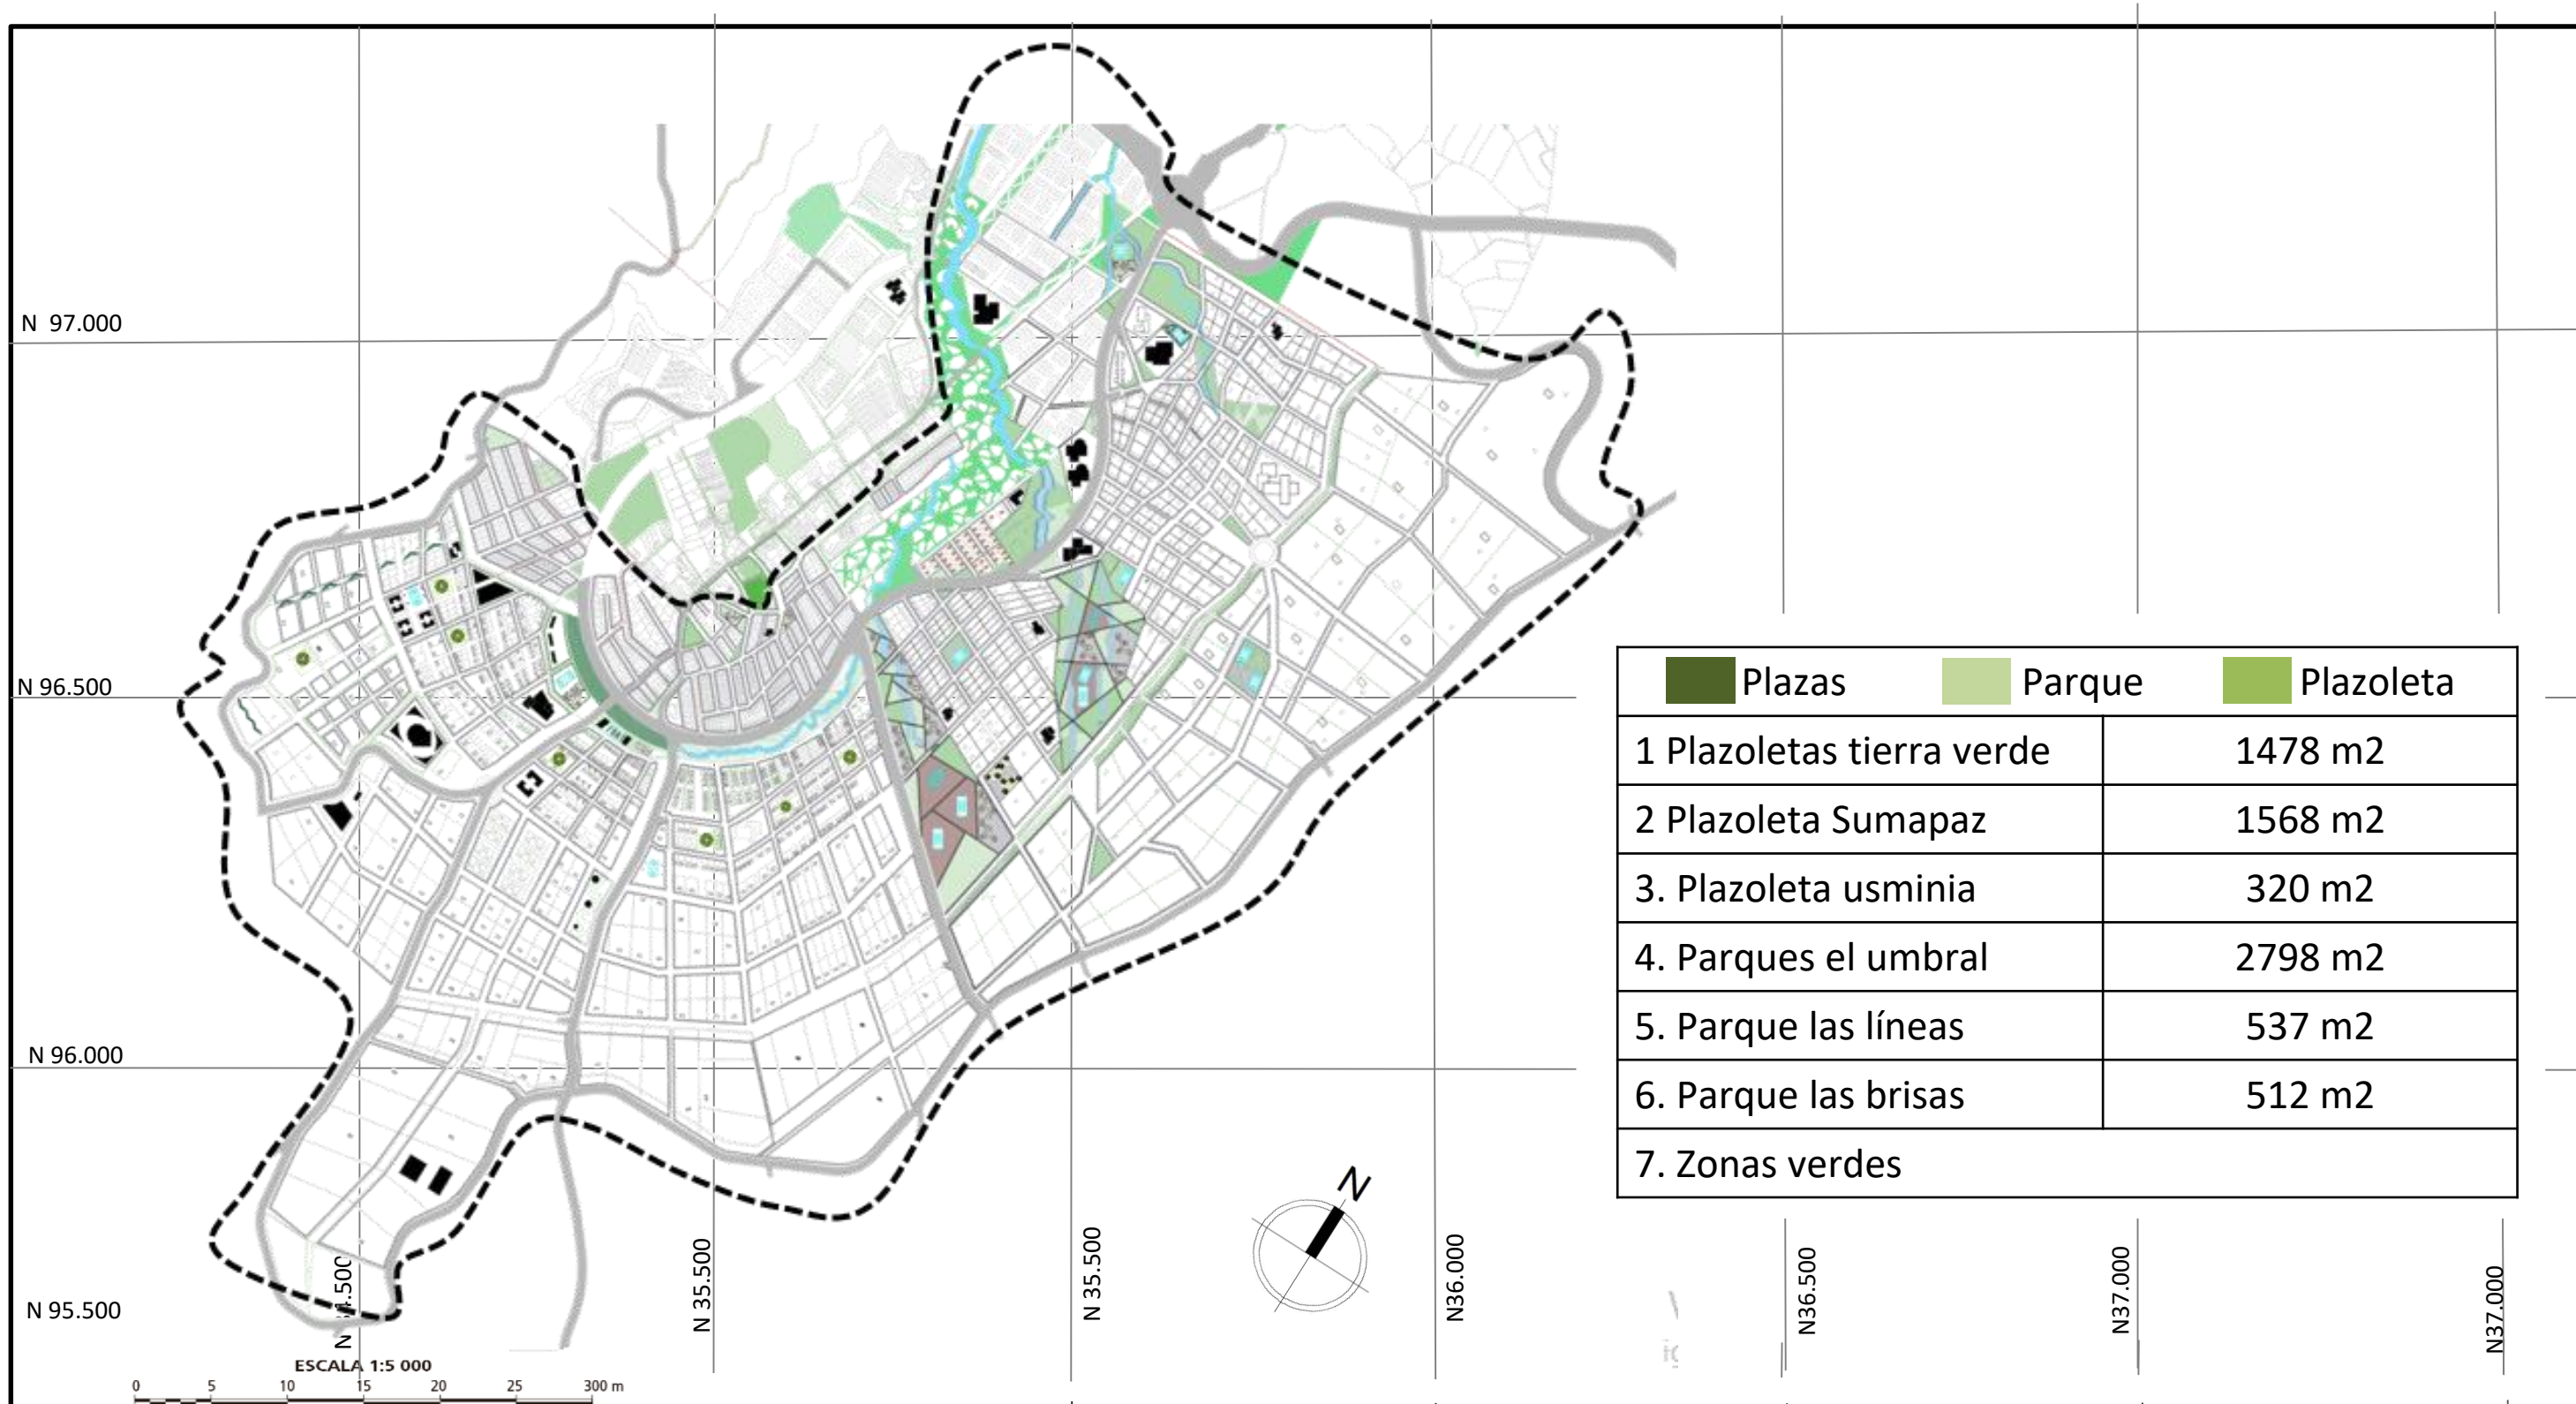 N 97.000
N 96.500
N 96.000
N 95.500
Plazas Parque Plazoleta
1 Plazoletas tierra verde 1478 m2
2 Plazoleta Sumapaz 1568 m2
3. Plazoleta usminia 320 m2
4. Parques el umbral 2798 m2
5. Parque las líneas 537 m2
6. Parque las brisas 512 m2
7. Zonas verdes
N
N 35.500
N 35.500
N36.000
N36.500
N37.000
N37.000
ESCALA 1:5 000
0 5 10 15 20 25 300 m